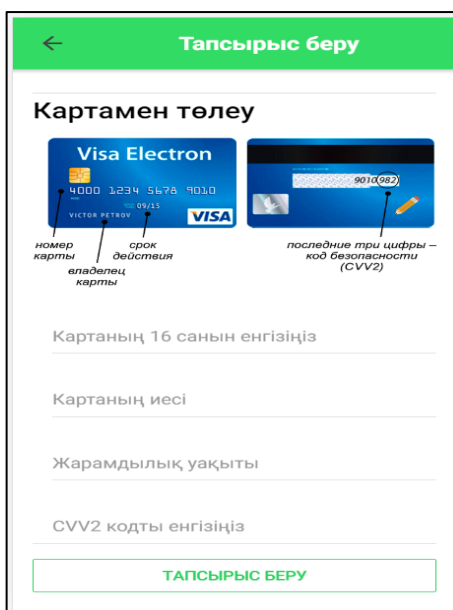 Тапсырыс беру
Картамен төлеу
Visa Electron
4000 1234 5678 9010
09/15
VICTOR PETROV
VISA
9010 982
номер
карты
владелец
карты
срок
действия
последние три цифры –
код безопасности
(CVV2)
Картаның 16 санын енгізіңіз
Картаның иесі
Жарамдылық уақыты
CVV2 кодты енгізіңіз
ТАПСЫРЫС БЕРУ